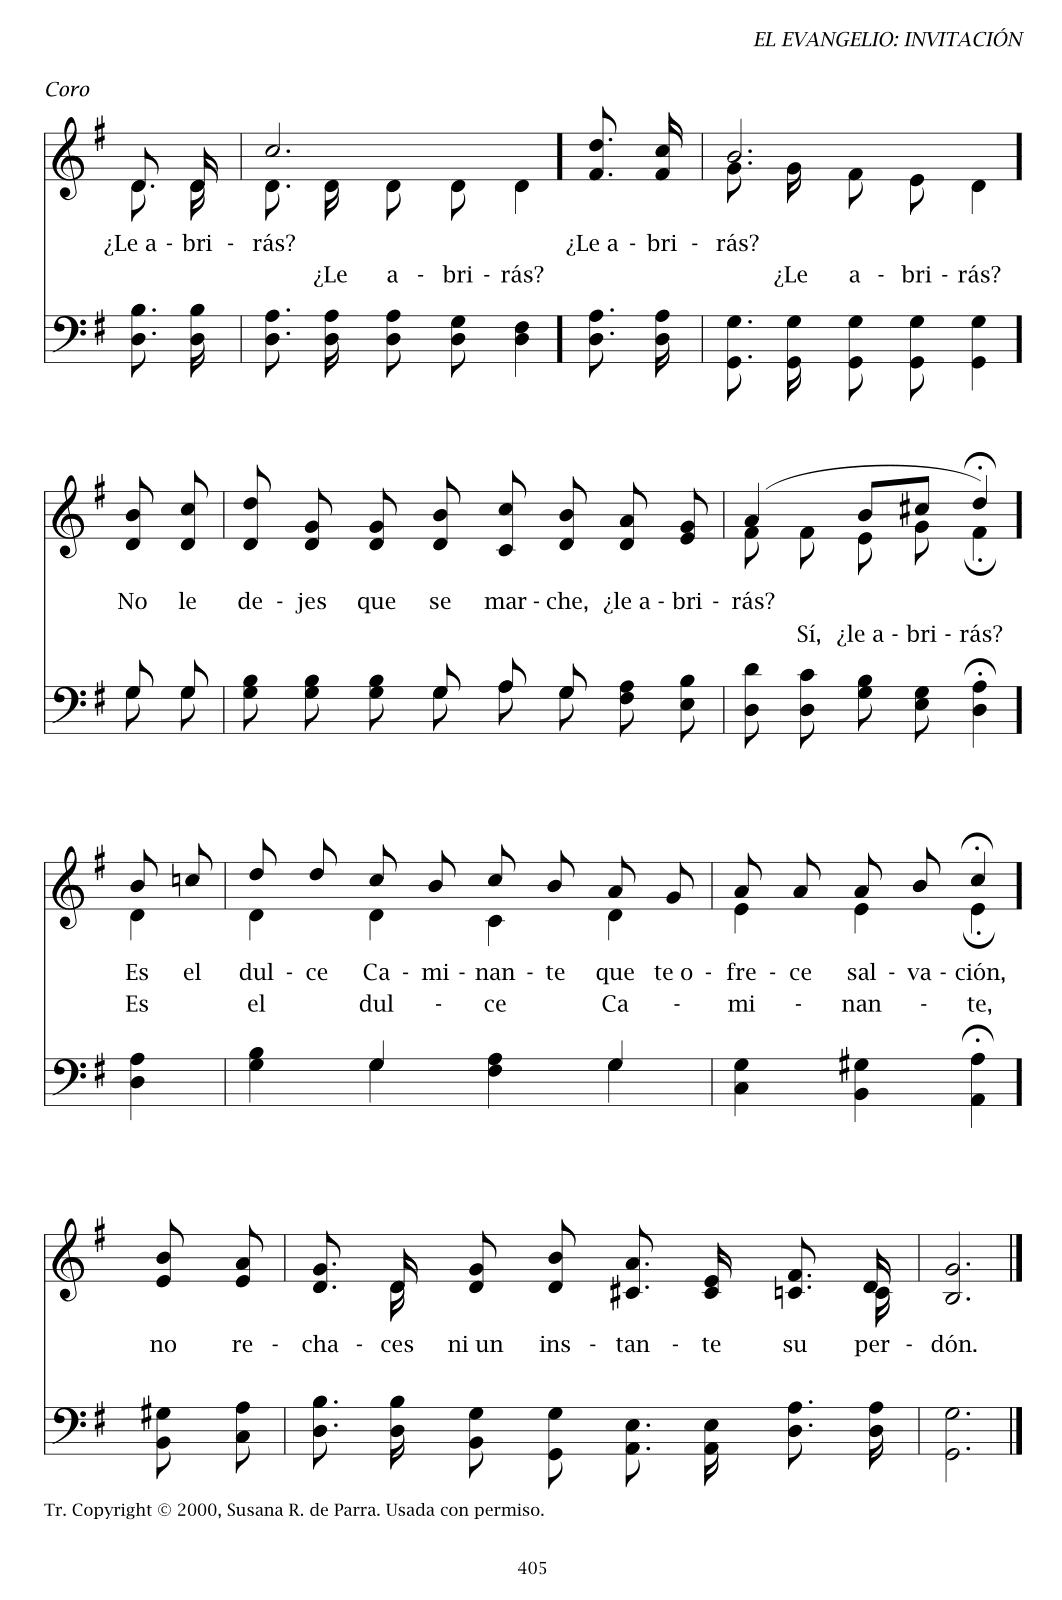 EL EVANGELIO: INVITACIÓN
Coro
¿Le a - bri - rás? ¿Le a - bri - rás?
¿Le a - bri - rás? ¿Le a - bri - rás?
No le de - jes que se mar - che, ¿le a - bri - rás?
Sí, ¿le a - bri - rás?
Es el dul - ce Ca - mi - nan - te que te o - fre - ce sal - va - ción,
Es el dul - ce Ca - mi - nan - te,
no re - cha - ces ni un ins - tan - te su per - dón.
Tr. Copyright © 2000, Susana R. de Parra. Usada con permiso.
405